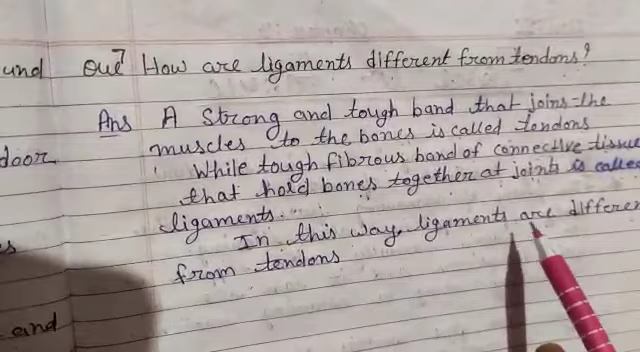 und
Que7 How are ligaments different from tendons?
Ans A Strong and tough band that joins the
muscles to the bones is called tendons
door
While tough fibrous band of connective tissue
that hold bones together at joints is called
ligaments.
In this way, ligaments are differen
from tendons
and